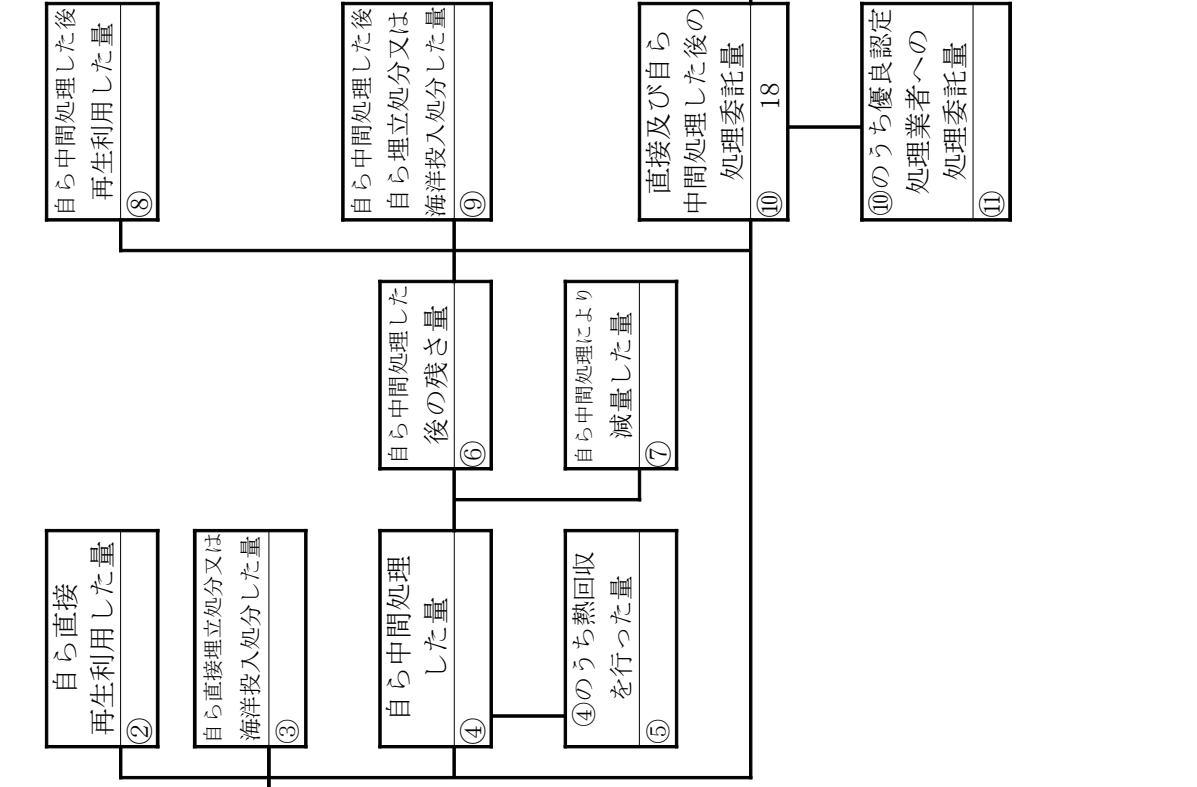 自ら直接
再生利用した量
②
自ら直接埋立処分又は
海洋投入処分した量
③
自ら中間処理
した量
④
④のうち熱回収
を行った量
⑤
自ら中間処理した
後の残さ量
⑥
自ら中間処理により
減量した量
⑦
自ら中間処理した後
再生利用した量
⑧
自ら中間処理した後
自ら埋立処分又は
海洋投入処分した量
⑨
直接及び自ら
中間処理した後の
処理委託量
⑩ 18
⑩のうち優良認定
処理業者への
処理委託量
⑪